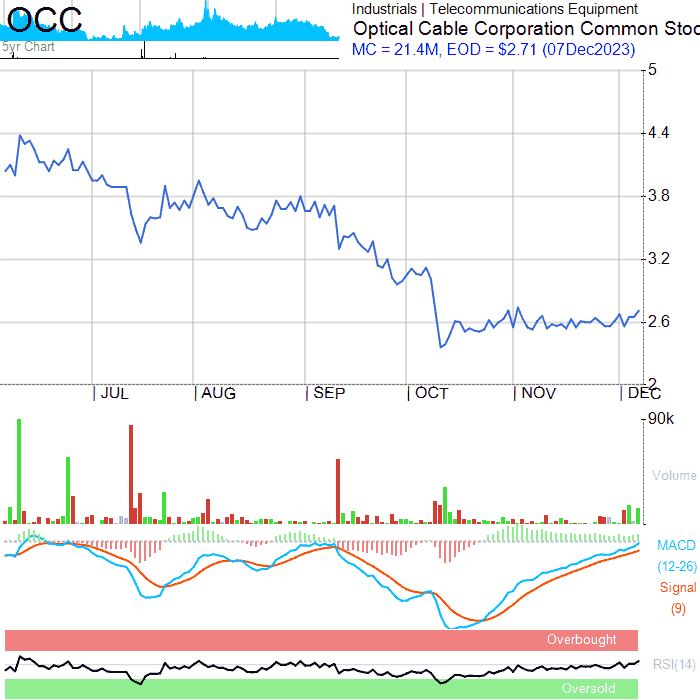 OCC
5yr Chart
Industrials | Telecommunications Equipment
Optical Cable Corporation Common Stoc
MC = 21.4M, EOD = $2.71 (07Dec2023)
5
4.4
3.8
3.2
2.6
2
JUL AUG SEP OCT NOV DEC
90k
Volume
MACD
(12-26)
Signal
(9)
Overbought
RSI(14)
Oversold